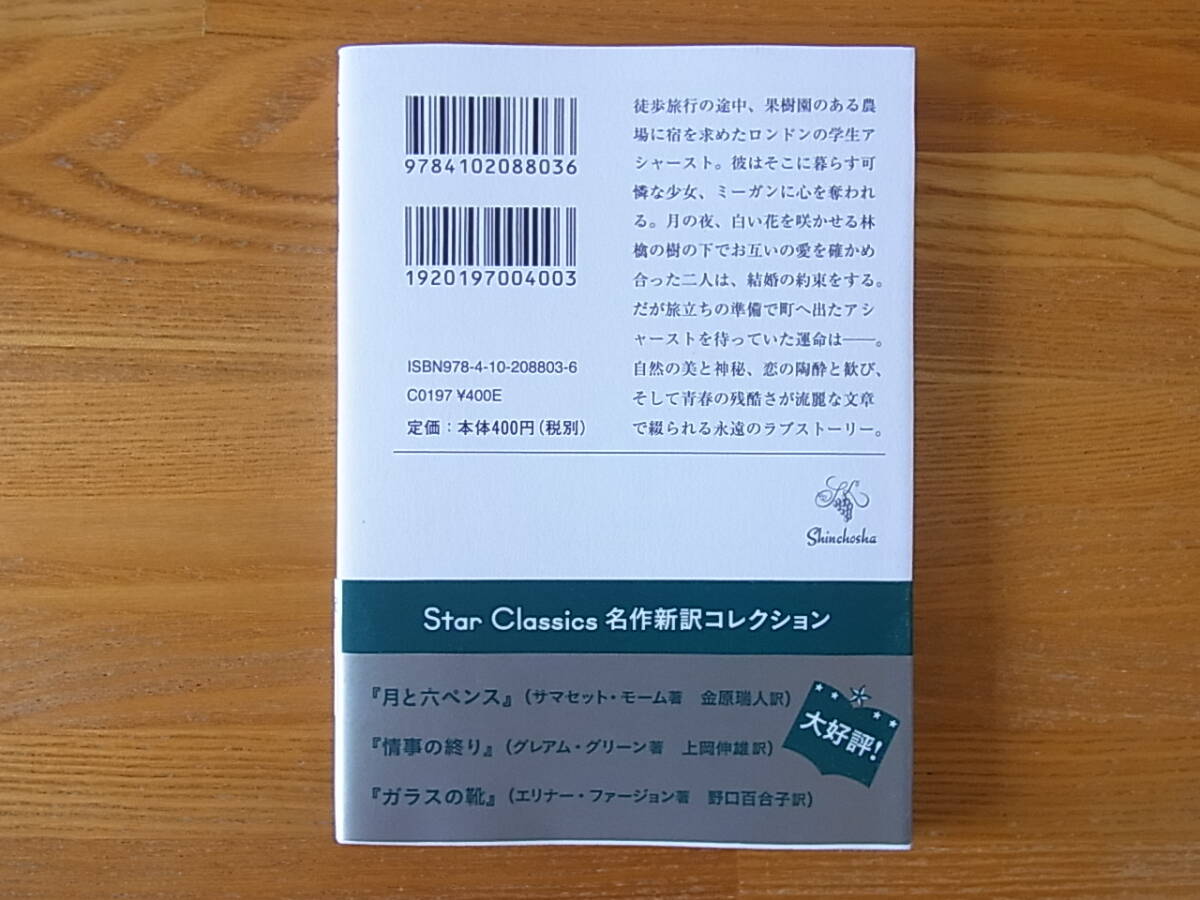 9784102088036
1920197004003
ISBN978-4-10-208803-6
C0197 ¥400E
定価：本体400円（税別）
徒歩旅行の途中、果樹園のある農
場に宿を求めたロンドンの学生ア
シャースト。彼はそこに暮らす可
憐な少女、ミーガンに心を奪われ
る。月の夜、白い花を咲かせる林
檎の樹の下でお互いの愛を確かめ
合った二人は、結婚の約束をする。
だが旅立ちの準備で町へ出たアシ
ャーストを待っていた運命は――。
自然の美と神秘、恋の陶酔と歓び、
そして青春の残酷さが流麗な文章
で綴られる永遠のラブストーリー。
Shinchosha
Star Classics 名作新訳コレクション
『月と六ペンス』（サマセット・モーム著　金原瑞人訳）
『情事の終り』（グレアム・グリーン著　上岡伸雄訳）
『ガラスの靴』（エリナー・ファージョン著　野口百合子訳）
大好評！